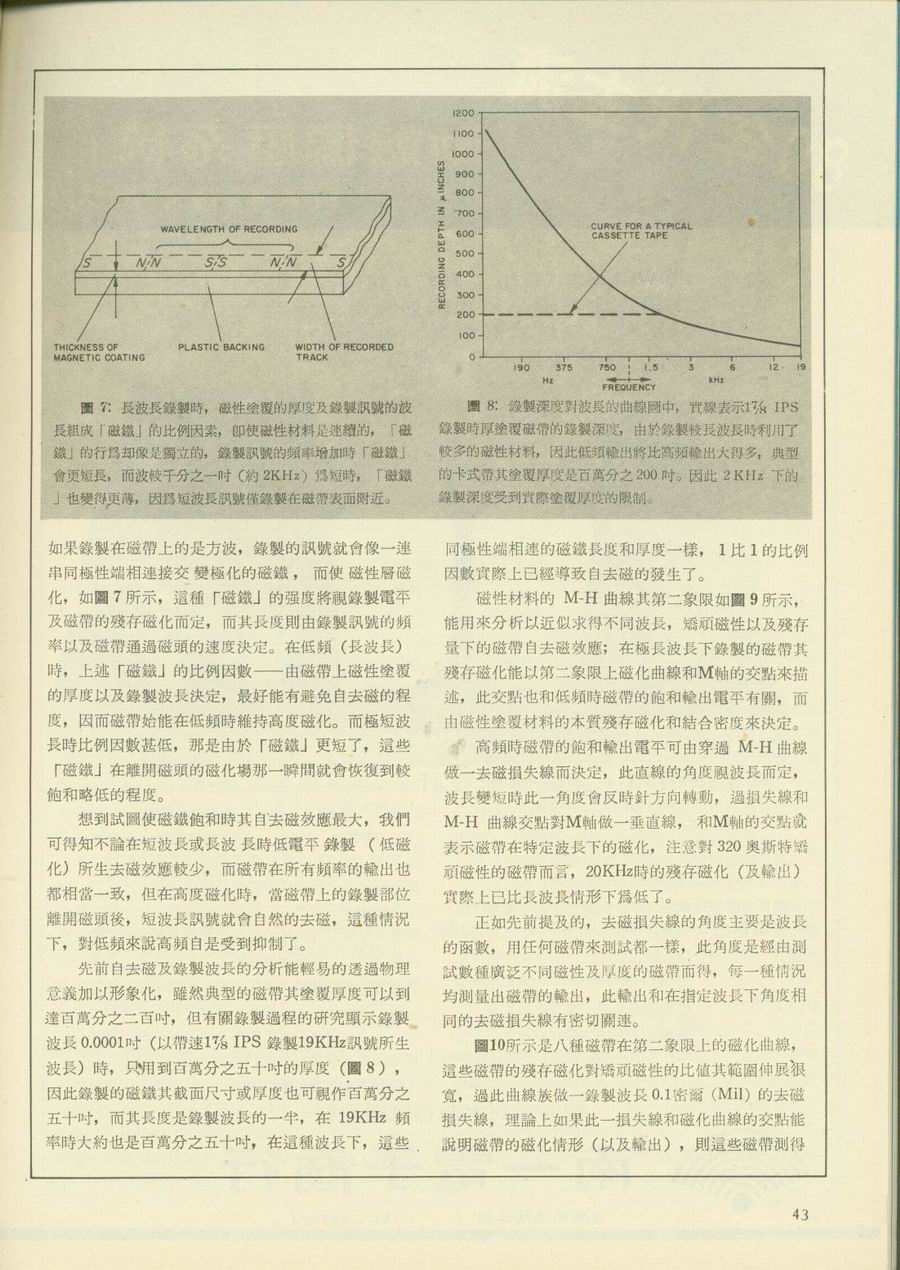 WAVELENGTH OF RECORDING
S N/N S/S N/N S
THICKNESS OF
MAGNETIC COATING
PLASTIC BACKING
WIDTH OF RECORDED
TRACK
圖 7: 長波長錄製時，磁性塗覆的厚度及錄製訊號的波
長組成「磁鐵」的比例因素，卽使磁性材料是連續的，「磁
鐵」的行爲却像是獨立的，錄製訊號的頻率增加時「磁鐵」
會更短長，而波較千分之一吋（約 2KHz）爲短時，「磁鐵
」也變得更薄，因爲短波長訊號僅錄製在磁帶表面附近。
RECORDING DEPTH IN μINCHES
1200
1100
1000
900
800
700
600
500
400
300
200
100
0
CURVE FOR A TYPICAL
CASSETTE TAPE
190 375 750 1 1.5 3 6 12 19
Hz
kHz
FREQUENCY
圖 8: 錄製深度對波長的曲線圖中，實線表示1⅞ IPS
錄製時厚塗覆磁帶的錄製深度，由於錄製較長波長時利用了
較多的磁性材料，因此低頻輸出將比高頻輸出大得多，典型
的卡式帶其塗覆厚度是百萬分之 200 吋。因此 2 KHz 下的
錄製深度受到實際塗覆厚度的限制。
如果錄製在磁帶上的是方波，錄製的訊號就會像一連
串同極性端相連接交變極化的磁鐵，而使磁性層磁
化，如圖 7 所示，這種「磁鐵」的强度將視錄製電平
及磁帶的殘存磁化而定，而其長度則由錄製訊號的頻
率以及磁帶通過磁頭的速度決定。在低頻（長波長）
時，上述「磁鐵」的比例因數——由磁帶上磁性塗覆
的厚度以及錄製波長決定，最好能有避免自去磁的程
度，因而磁帶始能在低頻時維持高度磁化。而極短波
長時比例因數甚低，那是由於「磁鐵」更短了，這些
「磁鐵」在離開磁頭的磁化場那一瞬間就會恢復到較
飽和略低的程度。
想到試圖使磁鐵飽和時其自去磁效應最大，我們
可得知不論在短波長或長波 長時低電平 錄製 （低磁
化）所生去磁效應較少，而磁帶在所有頻率的輸出也
都相當一致，但在高度磁化時，當磁帶上的錄製部位
離開磁頭後，短波長訊號就會自然的去磁，這種情況
下，對低頻來說高頻自是受到抑制了。
先前自去磁及錄製波長的分析能輕易的透過物理
意義加以形象化，雖然典型的磁帶其塗覆厚度可以到
達百萬分之二百吋，但有關錄製過程的研究顯示錄製
波長 0.0001吋（以帶速1⅞ IPS 錄製19KHz訊號所生
波長）時，只用到百萬分之五十吋的厚度（圖 8），
因此錄製的磁鐵其截面尺寸或厚度也可視作百萬分之
五十吋，而其長度是錄製波長的一半，在 19KHz 頻
率時大約也是百萬分之五十吋，在這種波長下，這些
同極性端相連的磁鐵長度和厚度一樣， 1 比 1 的比例
因數實際上已經導致自去磁的發生了。
磁性材料的 M-H 曲線其第二象限如圖 9 所示，
能用來分析以近似求得不同波長，矯頑磁性以及殘存
量下的磁帶自去磁效應；在極長波長下錄製的磁帶其
殘存磁化能以第二象限上磁化曲線和M軸的交點來描
述，此交點也和低頻時磁帶的飽和輸出電平有關，而
由磁性塗覆材料的本質殘存磁化和結合密度來決定。
高頻時磁帶的飽和輸出電平可由穿過 M-H 曲線
做一去磁損失線而決定，此直線的角度視波長而定，
波長變短時此一角度會反時針方向轉動，過損失線和
M-H 曲線交點對M軸做一垂直線， 和M軸的交點就
表示磁帶在特定波長下的磁化，注意對 320 奧斯特矯
頑磁性的磁帶而言，20KHz時的殘存磁化（及輸出）
實際上已比長波長情形下爲低了。
正如先前提及的，去磁損失線的角度主要是波長
的函數，用任何磁帶來測試都一樣，此角度是經由測
試數種廣泛不同磁性及厚度的磁帶而得，每一種情況
均測量出磁帶的輸出，此輸出和在指定波長下角度相
同的去磁損失線有密切關連。
圖10所示是八種磁帶在第二象限上的磁化曲線，
這些磁帶的殘存磁化對矯頑磁性的比値其範圍伸展很
寬，過此曲線族做一錄製波長 0.1密爾（Mil）的去磁
損失線，理論上如果此一損失線和磁化曲線的交點能
說明磁帶的磁化情形（以及輸出），則這些磁帶測得
43